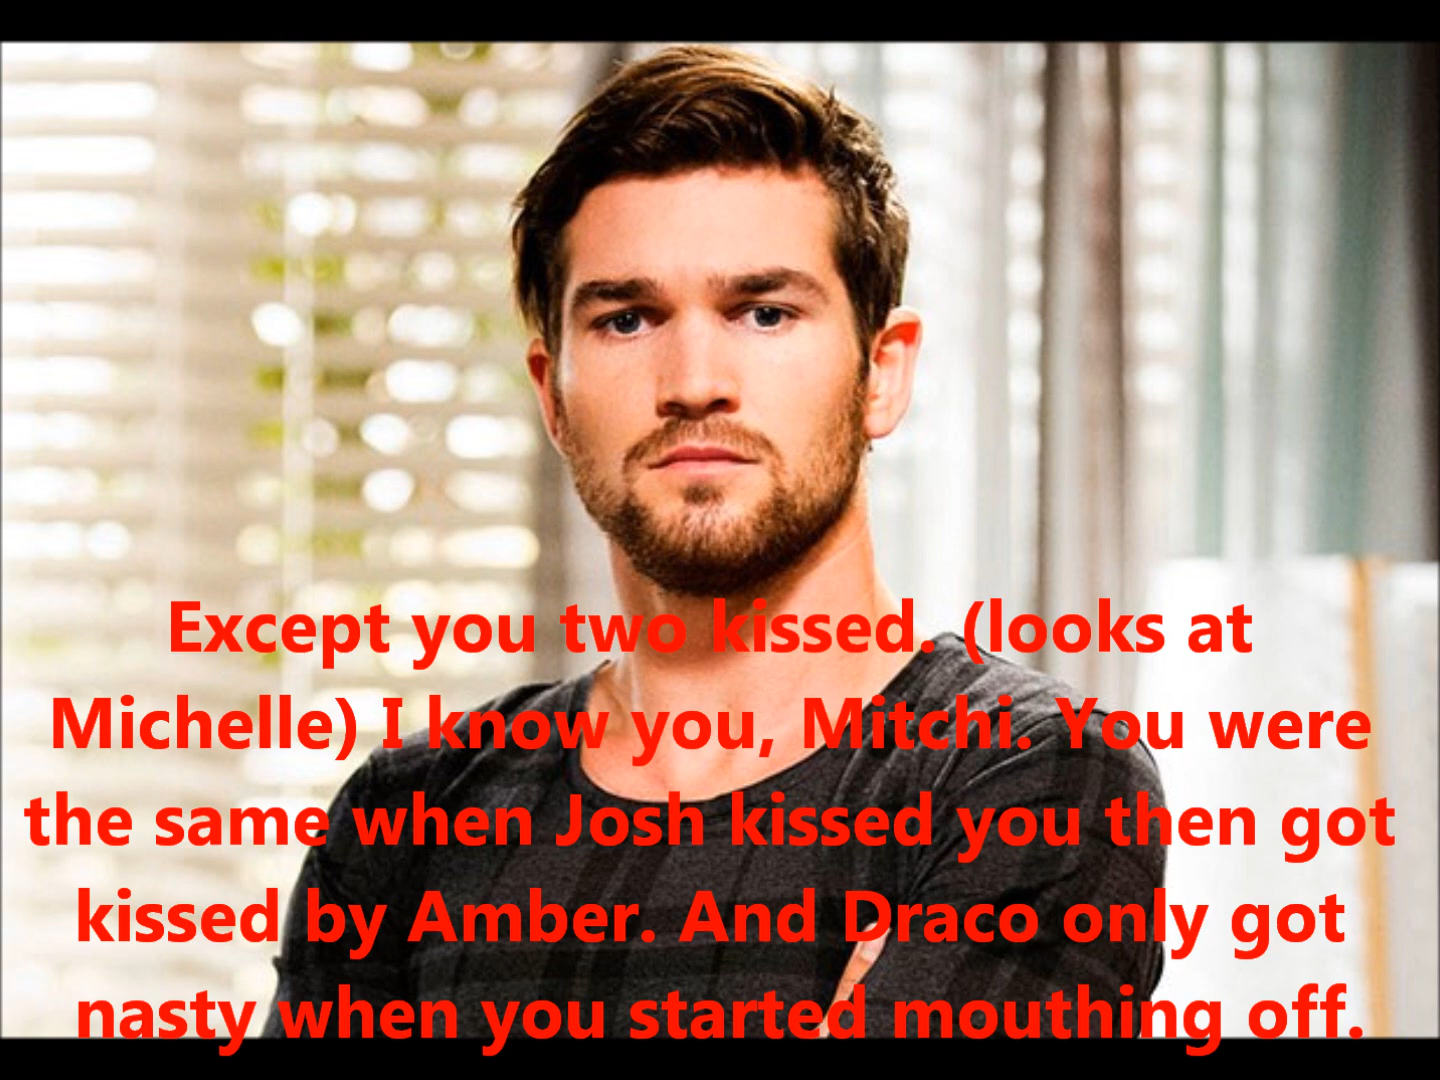 Except you two kissed. (looks at
Michelle) I know you, Mitchi. You were
the same when Josh kissed you then got
kissed by Amber. And Draco only got
nasty when you started mouthing off.